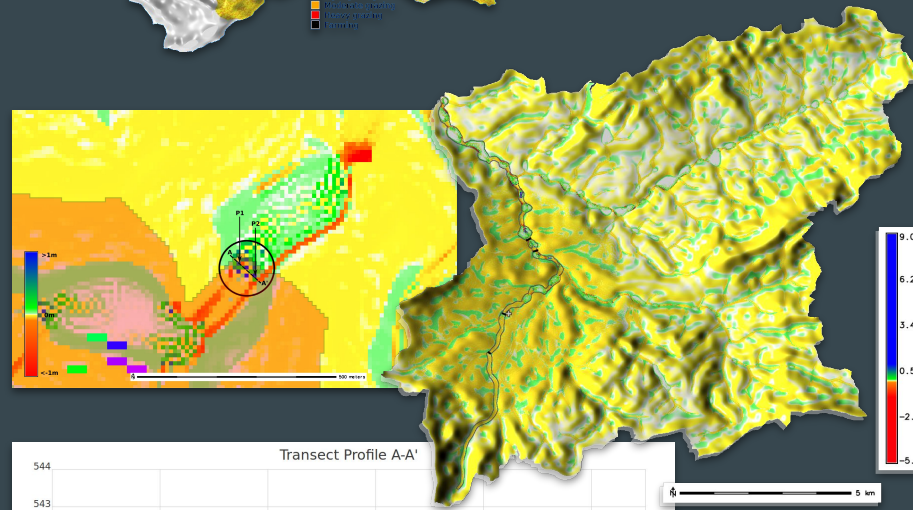 P1
P2
A
A'
>1m
0m
<-1m
N
500 meters
9.0
6.2
3.4
0.5
-2.
-5.
Transect Profile A-A'
544
543
N
5 km